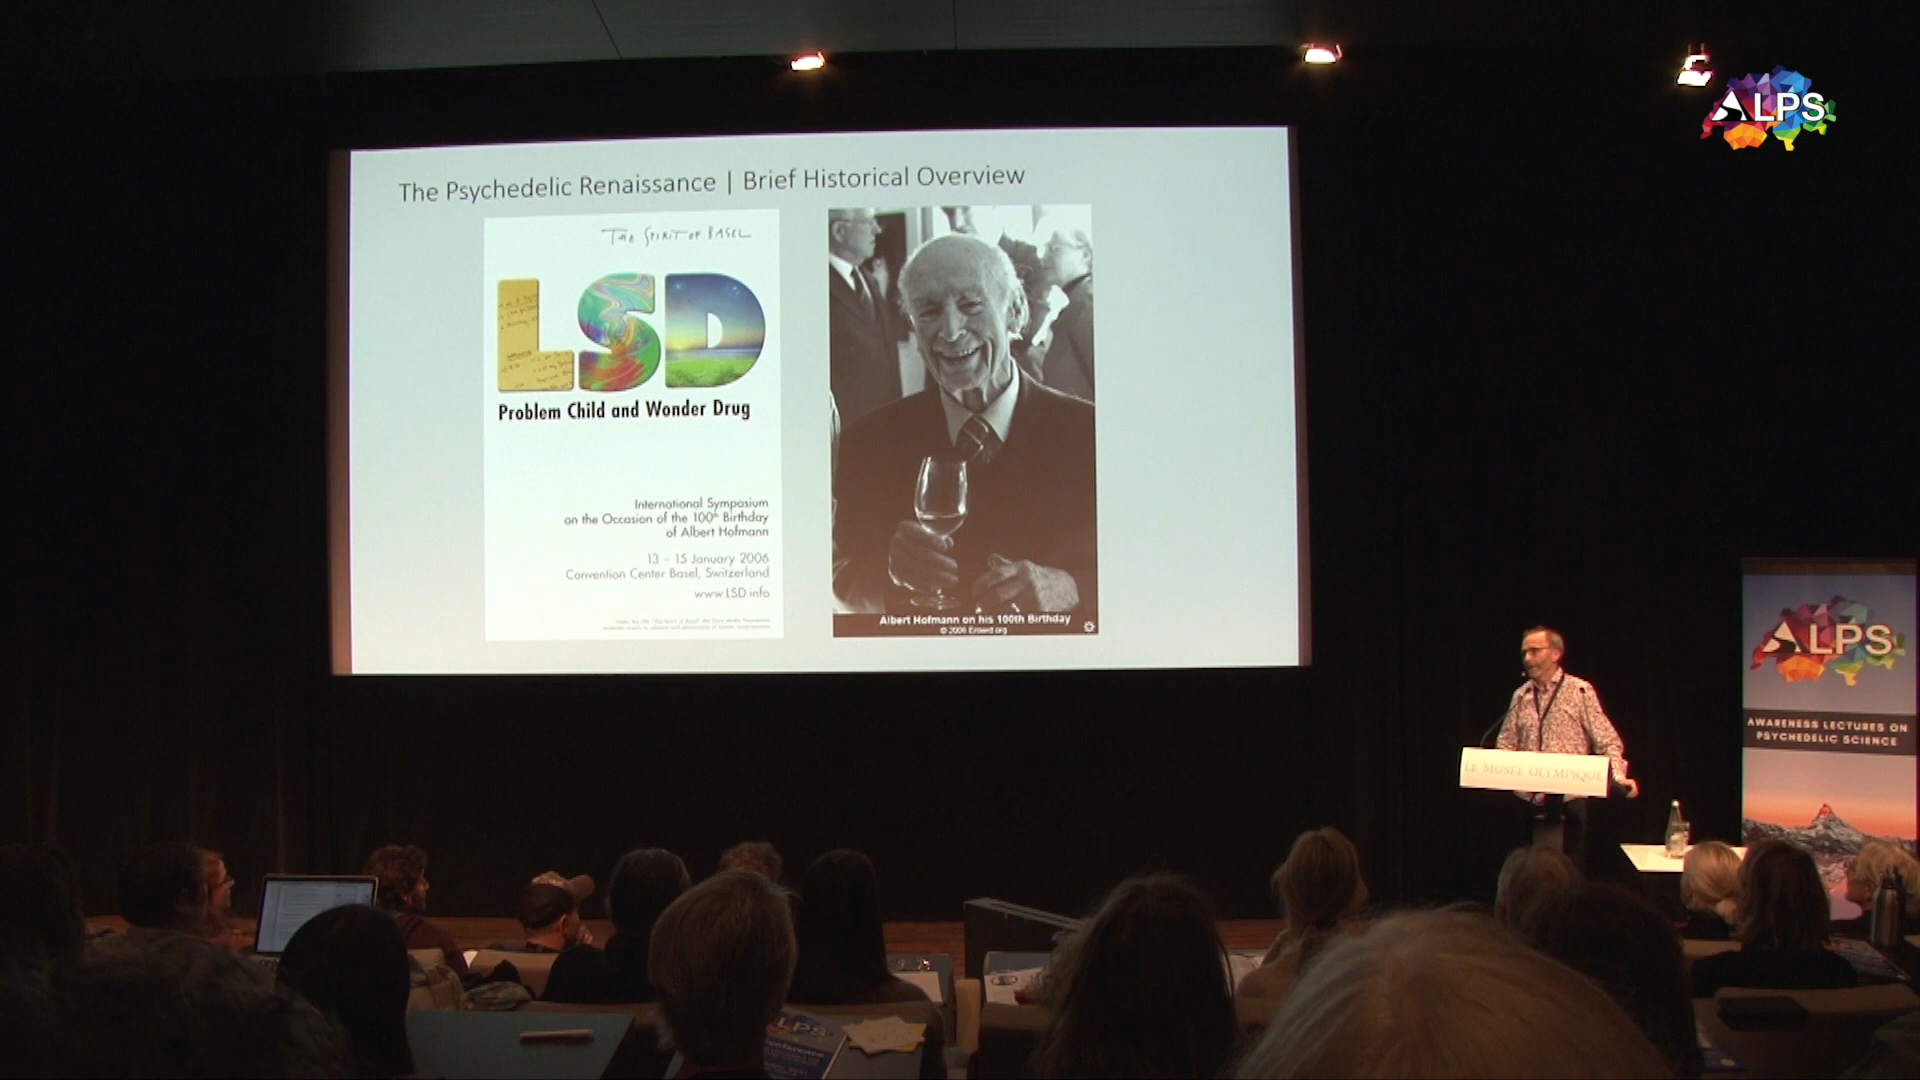 ALPS
The Psychedelic Renaissance | Brief Historical Overview
THE SPIRIT OF BASEL
LSD
Problem Child and Wonder Drug
International Symposium
on the Occasion of the 100th Birthday
of Albert Hofmann
13 – 15 January 2006
Convention Center Basel, Switzerland
www.LSD.info
Albert Hofmann on his 100th Birthday
© 2006 Erowid.org
ALPS
AWARENESS LECTURES ON
PSYCHEDELIC SCIENCE
LE MUSÉE OLYMPIQUE
ALPS